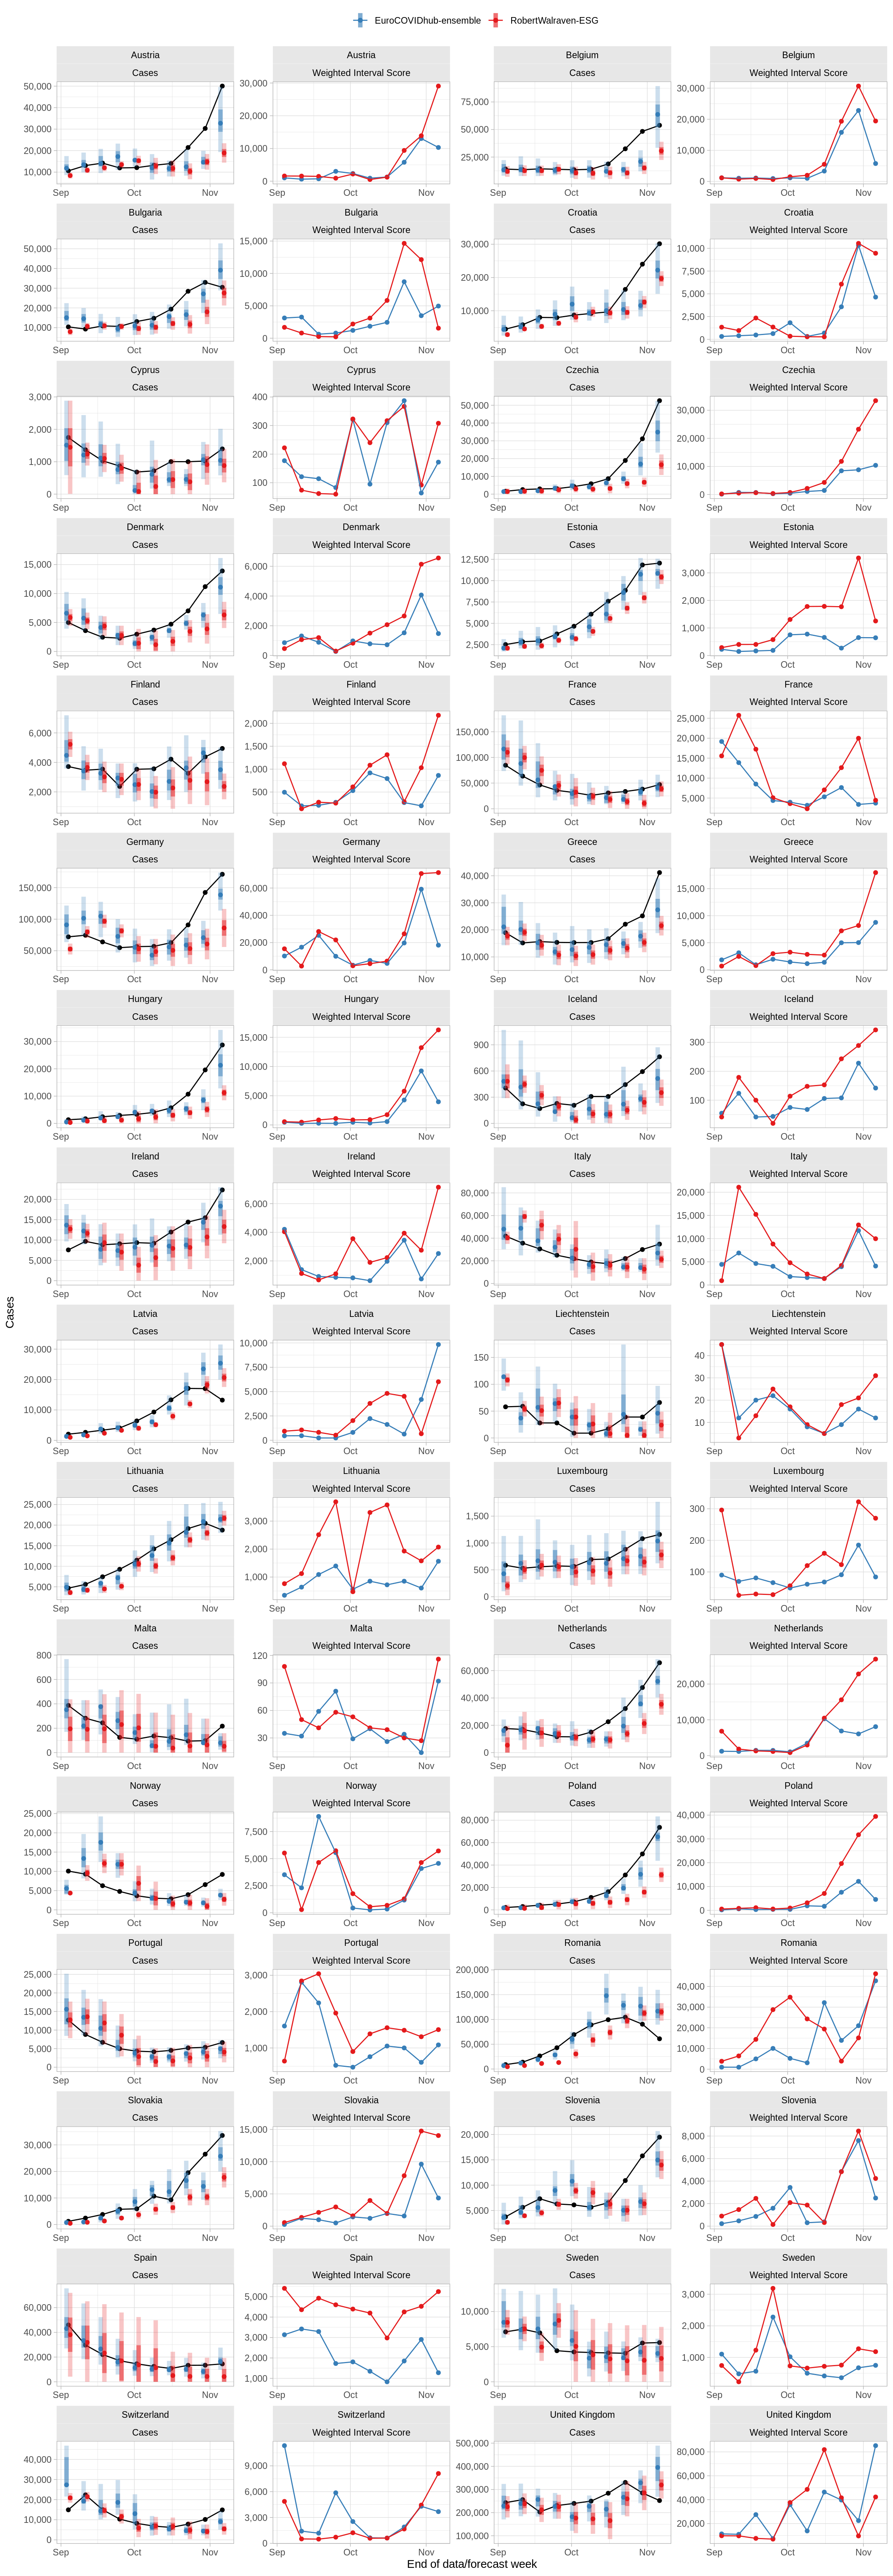 EuroCOVIDhub-ensemble RobertWalraven-ESG
Austria Austria Belgium Belgium
Cases Weighted Interval Score Cases Weighted Interval Score
50,000 40,000 30,000 20,000 10,000
30,000 20,000 10,000 0
75,000 50,000 25,000
30,000 20,000 10,000 0
Sep Oct Nov Sep Oct Nov Sep Oct Nov Sep Oct Nov
Bulgaria Bulgaria Croatia Croatia
Cases Weighted Interval Score Cases Weighted Interval Score
50,000 40,000 30,000 20,000 10,000
15,000 10,000 5,000 0
30,000 20,000 10,000
10,000 7,500 5,000 2,500 0
Sep Oct Nov Sep Oct Nov Sep Oct Nov Sep Oct Nov
Cyprus Cyprus Czechia Czechia
Cases Weighted Interval Score Cases Weighted Interval Score
3,000 2,000 1,000 0
400 300 200 100
50,000 40,000 30,000 20,000 10,000 0
30,000 20,000 10,000 0
Sep Oct Nov Sep Oct Nov Sep Oct Nov Sep Oct Nov
Denmark Denmark Estonia Estonia
Cases Weighted Interval Score Cases Weighted Interval Score
15,000 10,000 5,000 0
6,000 4,000 2,000 0
12,500 10,000 7,500 5,000 2,500
3,000 2,000 1,000 0
Sep Oct Nov Sep Oct Nov Sep Oct Nov Sep Oct Nov
Finland Finland France France
Cases Weighted Interval Score Cases Weighted Interval Score
6,000 4,000 2,000
2,000 1,500 1,000 500
150,000 100,000 50,000 0
25,000 20,000 15,000 10,000 5,000
Sep Oct Nov Sep Oct Nov Sep Oct Nov Sep Oct Nov
Germany Germany Greece Greece
Cases Weighted Interval Score Cases Weighted Interval Score
150,000 100,000 50,000
60,000 40,000 20,000 0
40,000 30,000 20,000 10,000
15,000 10,000 5,000 0
Sep Oct Nov Sep Oct Nov Sep Oct Nov Sep Oct Nov
Hungary Hungary Iceland Iceland
Cases Weighted Interval Score Cases Weighted Interval Score
30,000 20,000 10,000 0
15,000 10,000 5,000 0
900 600 300 0
300 200 100
Sep Oct Nov Sep Oct Nov Sep Oct Nov Sep Oct Nov
Ireland Ireland Italy Italy
Cases Weighted Interval Score Cases Weighted Interval Score
20,000 15,000 10,000 5,000 0
6,000 4,000 2,000
80,000 60,000 40,000 20,000 0
20,000 15,000 10,000 5,000 0
Sep Oct Nov Sep Oct Nov Sep Oct Nov Sep Oct Nov
Cases
Latvia Latvia Liechtenstein Liechtenstein
Cases Weighted Interval Score Cases Weighted Interval Score
30,000 20,000 10,000 0
10,000 7,500 5,000 2,500 0
150 100 50 0
40 30 20 10
Sep Oct Nov Sep Oct Nov Sep Oct Nov Sep Oct Nov
Lithuania Lithuania Luxembourg Luxembourg
Cases Weighted Interval Score Cases Weighted Interval Score
25,000 20,000 15,000 10,000 5,000
3,000 2,000 1,000
1,500 1,000 500 0
300 200 100
Sep Oct Nov Sep Oct Nov Sep Oct Nov Sep Oct Nov
Malta Malta Netherlands Netherlands
Cases Weighted Interval Score Cases Weighted Interval Score
800 600 400 200 0
120 90 60 30
60,000 40,000 20,000 0
20,000 10,000 0
Sep Oct Nov Sep Oct Nov Sep Oct Nov Sep Oct Nov
Norway Norway Poland Poland
Cases Weighted Interval Score Cases Weighted Interval Score
25,000 20,000 15,000 10,000 5,000 0
7,500 5,000 2,500 0
80,000 60,000 40,000 20,000 0
40,000 30,000 20,000 10,000 0
Sep Oct Nov Sep Oct Nov Sep Oct Nov Sep Oct Nov
Portugal Portugal Romania Romania
Cases Weighted Interval Score Cases Weighted Interval Score
25,000 20,000 15,000 10,000 5,000 0
3,000 2,000 1,000
200,000 150,000 100,000 50,000 0
40,000 30,000 20,000 10,000 0
Sep Oct Nov Sep Oct Nov Sep Oct Nov Sep Oct Nov
Slovakia Slovakia Slovenia Slovenia
Cases Weighted Interval Score Cases Weighted Interval Score
30,000 20,000 10,000 0
15,000 10,000 5,000 0
20,000 15,000 10,000 5,000
8,000 6,000 4,000 2,000 0
Sep Oct Nov Sep Oct Nov Sep Oct Nov Sep Oct Nov
Spain Spain Sweden Sweden
Cases Weighted Interval Score Cases Weighted Interval Score
60,000 40,000 20,000 0
5,000 4,000 3,000 2,000 1,000
10,000 5,000 0
3,000 2,000 1,000
Sep Oct Nov Sep Oct Nov Sep Oct Nov Sep Oct Nov
Switzerland Switzerland United Kingdom United Kingdom
Cases Weighted Interval Score Cases Weighted Interval Score
40,000 30,000 20,000 10,000 0
9,000 6,000 3,000 0
500,000 400,000 300,000 200,000 100,000
80,000 60,000 40,000 20,000
Sep Oct Nov Sep Oct Nov Sep Oct Nov Sep Oct Nov
End of data/forecast week